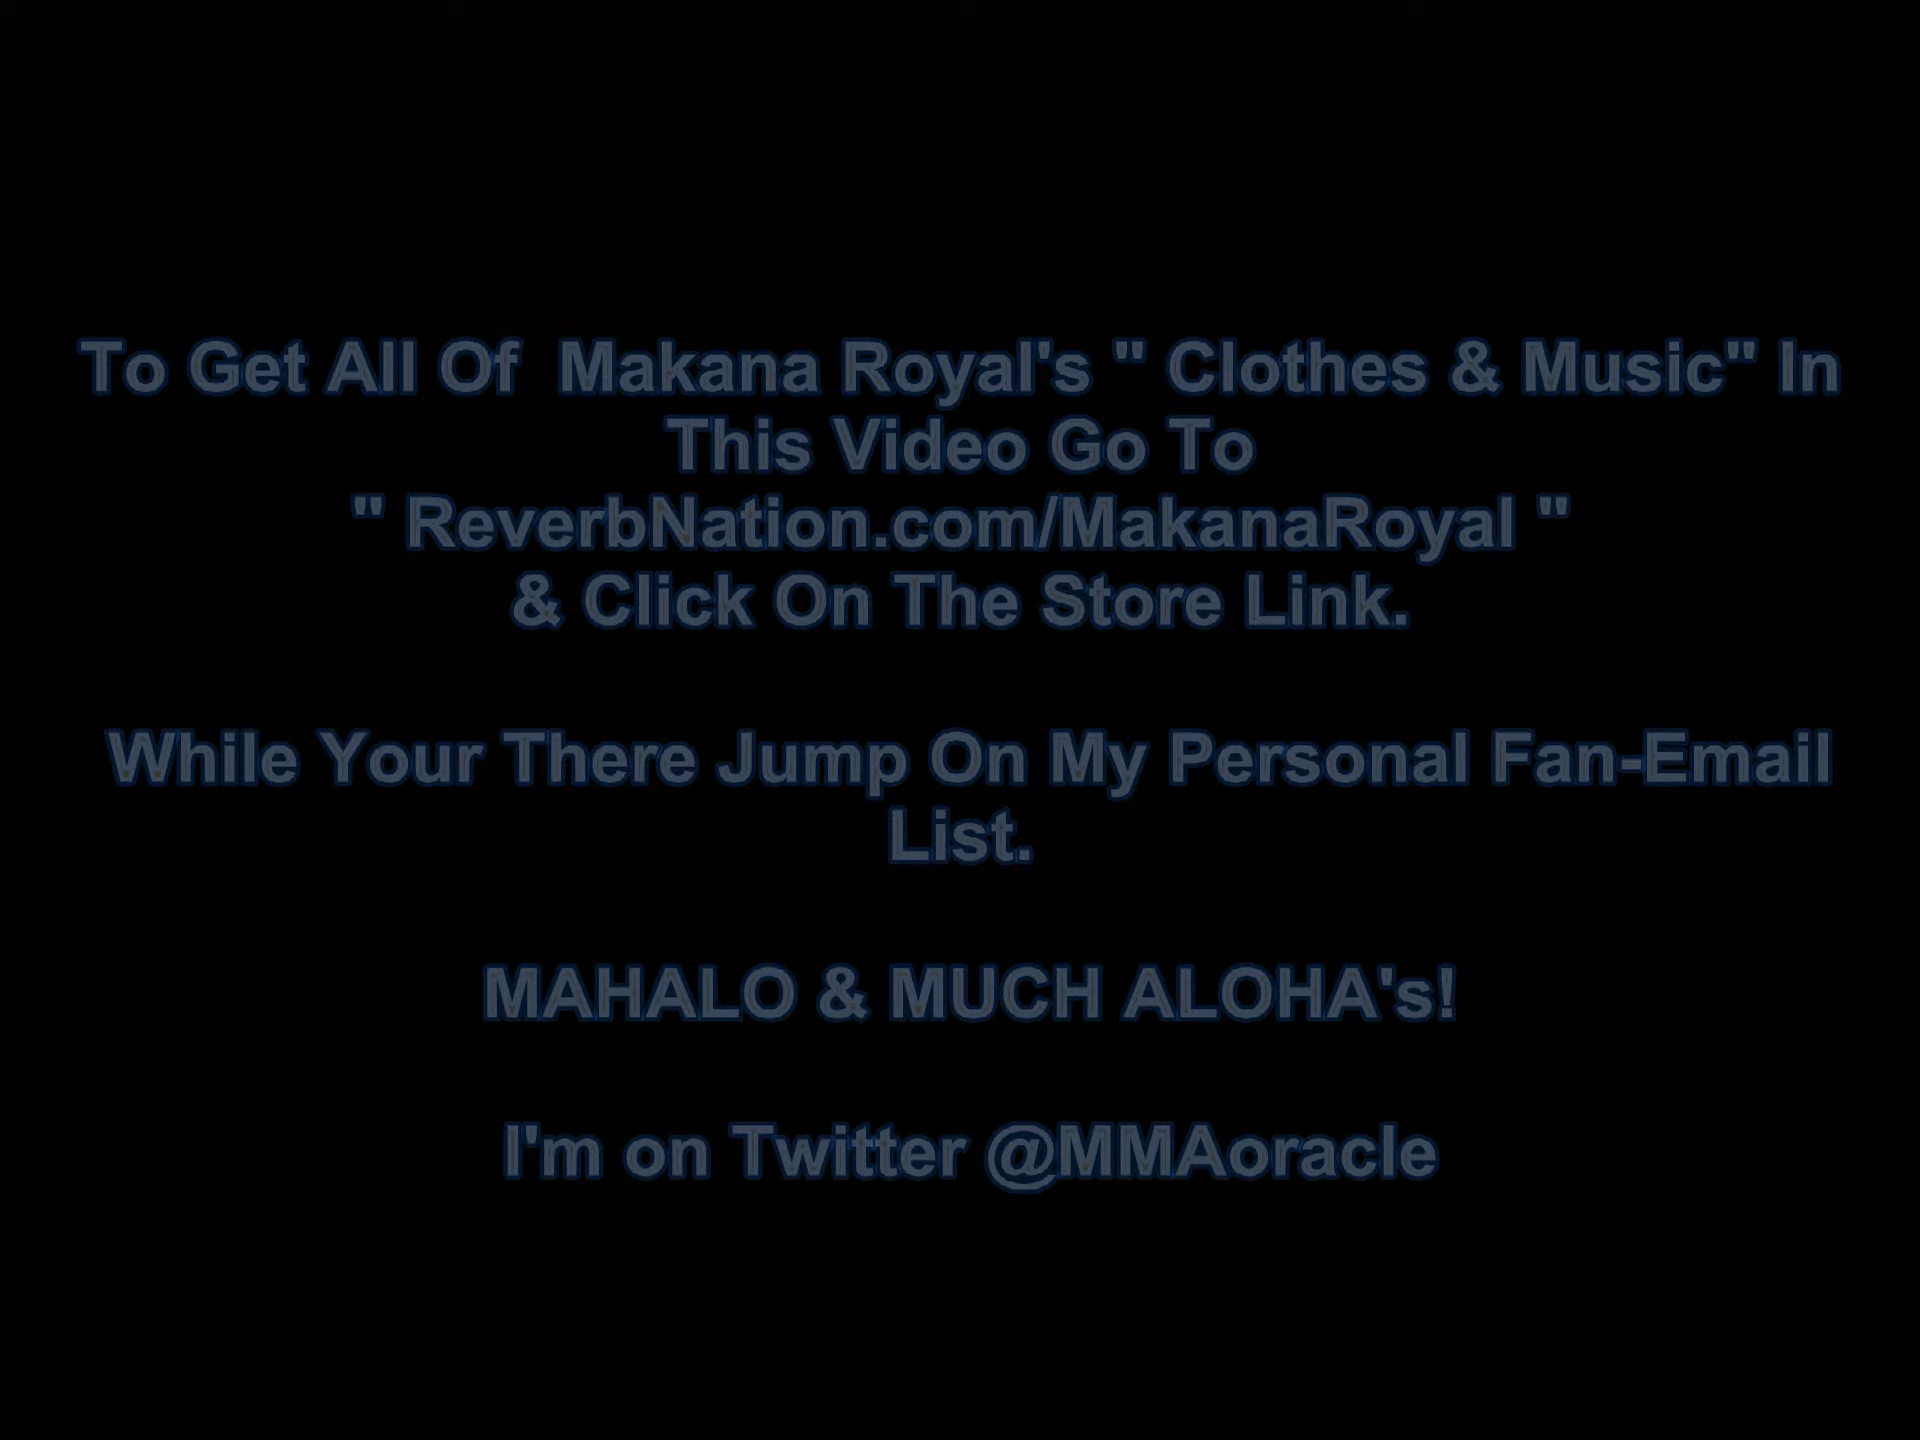 To Get All Of  Makana Royal's " Clothes & Music" In
This Video Go To
" ReverbNation.com/MakanaRoyal "
& Click On The Store Link.
While Your There Jump On My Personal Fan-Email
List.
MAHALO & MUCH ALOHA's!
I'm on Twitter @MMAoracle